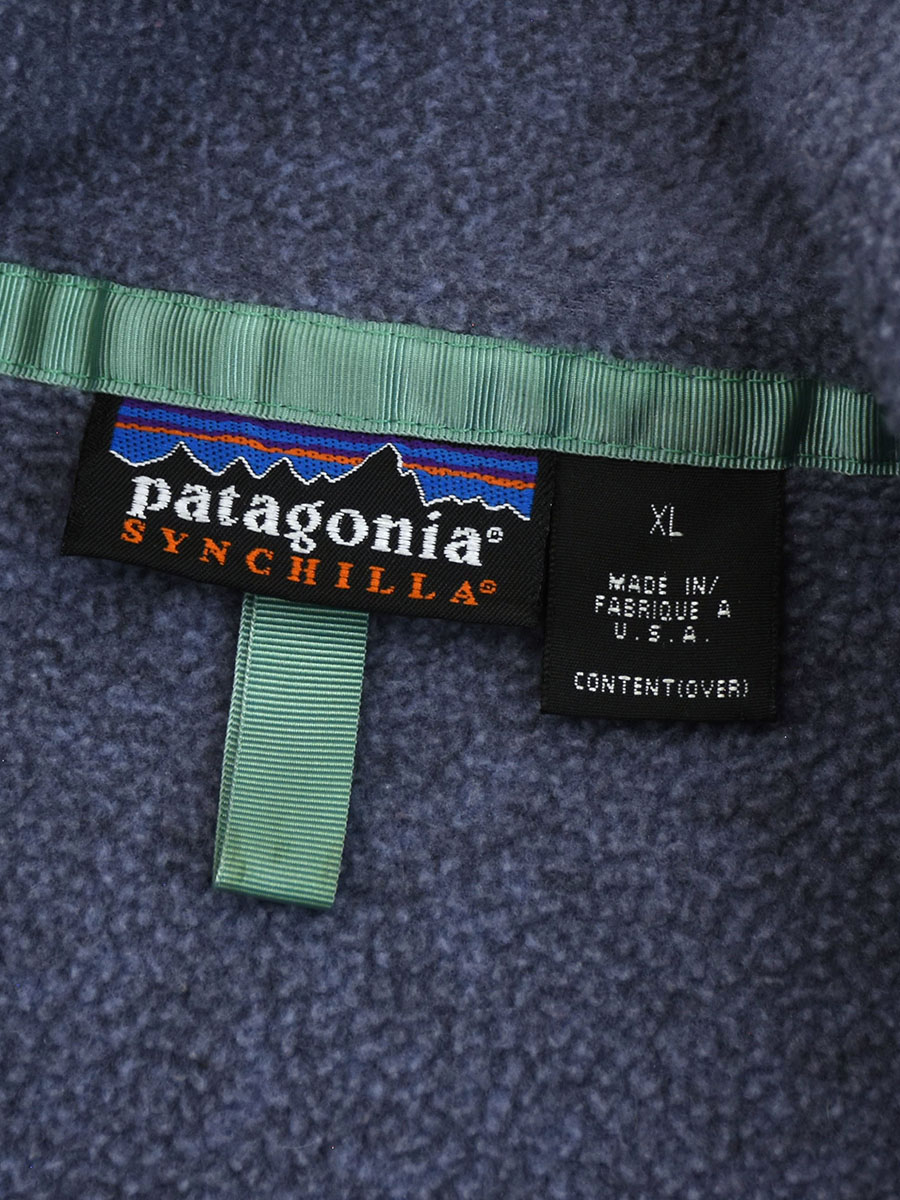 patagonia®
SYNCHILLA®
XL
MADE IN/
FABRIQUE A
U.S.A.
CONTENT(OVER)